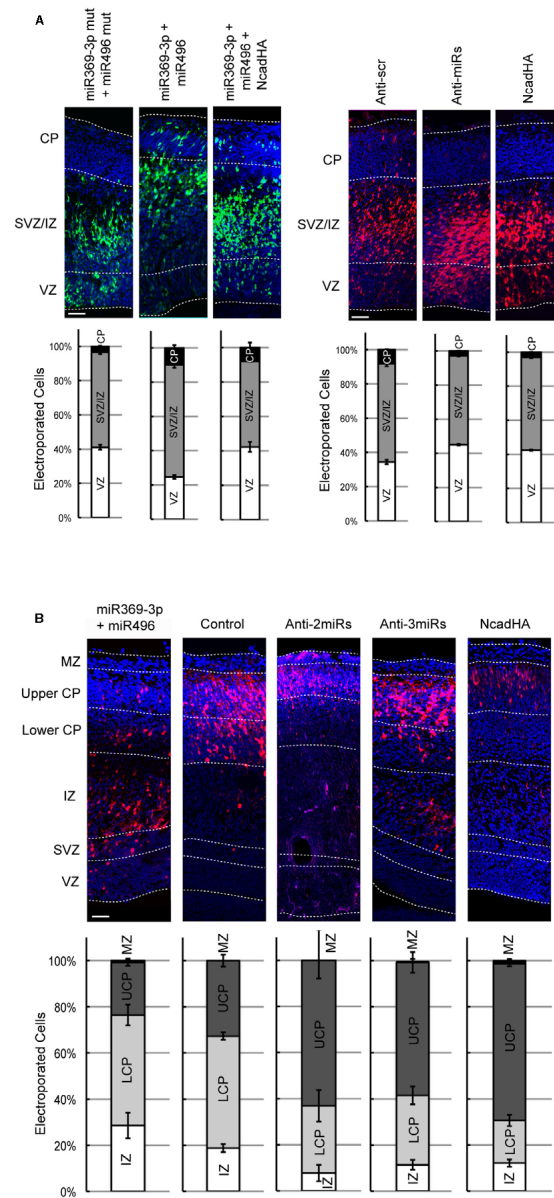 A
miR369-3p mut
+ miR496 mut
miR369-3p +
miR496
miR369-3p +
miR496 +
NcadHA
Anti-scr
Anti-miRs
NcadHA
CP
SVZ/IZ
VZ
CP
SVZ/IZ
VZ
Electroporated Cells
100%
80%
60%
40%
20%
0%
CP
SVZ/IZ
VZ
CP
SVZ/IZ
VZ
CP
SVZ/IZ
VZ
Electroporated Cells
100%
80%
60%
40%
20%
0%
CP
SVZ/IZ
VZ
CP
SVZ/IZ
VZ
CP
SVZ/IZ
VZ
B
miR369-3p
+ miR496
Control
Anti-2miRs
Anti-3miRs
NcadHA
MZ
Upper CP
Lower CP
IZ
SVZ
VZ
Electroporated Cells
100%
80%
60%
40%
20%
0%
MZ
UCP
LCP
IZ
MZ
UCP
LCP
IZ
MZ
UCP
LCP
IZ
MZ
UCP
LCP
IZ
MZ
UCP
LCP
IZ